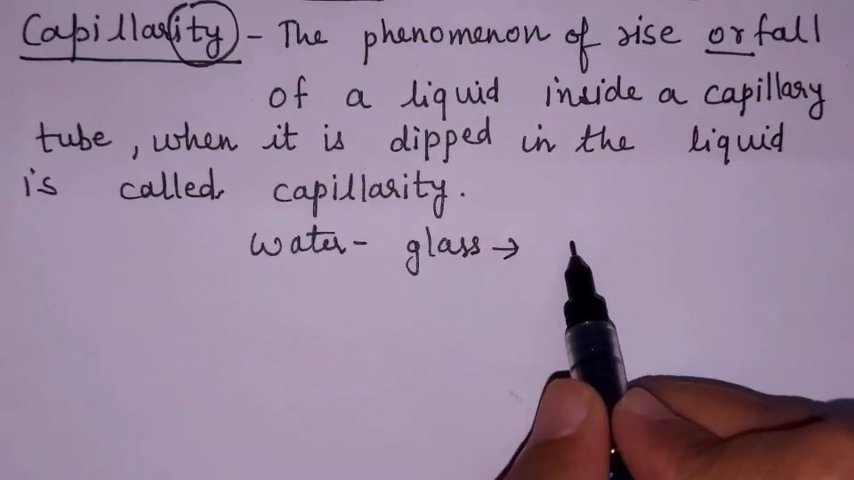 Capillarity - The phenomenon of rise or fall
of a liquid inside a capillary
tube, when it is dipped in the liquid
is called capillarity.
water - glass →